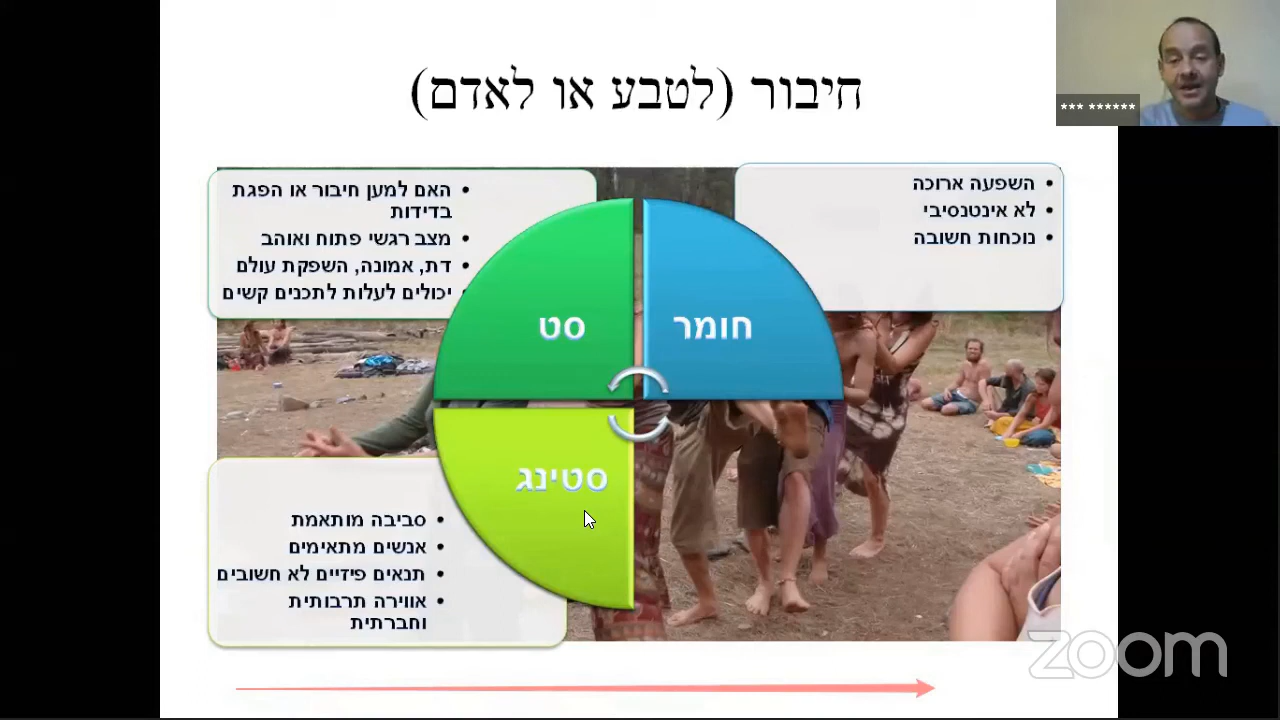 חיבור (לטבע או לאדם)
*** ******
• השפעה ארוכה
• לא אינטנסיבי
• נוכחות חשובה
• האם למען חיבור או הפגת
בדידות
• מצב רגשי פתוח ואוהב
• דת, אמונה, השפקת עולם
• יכולים לעלות לתכנים קשים
חומר
סט
סטינג
• סביבה מותאמת
• אנשים מתאימים
• תנאים פיזיים לא חשובים
• אווירה תרבותית
וחברתית
zoom